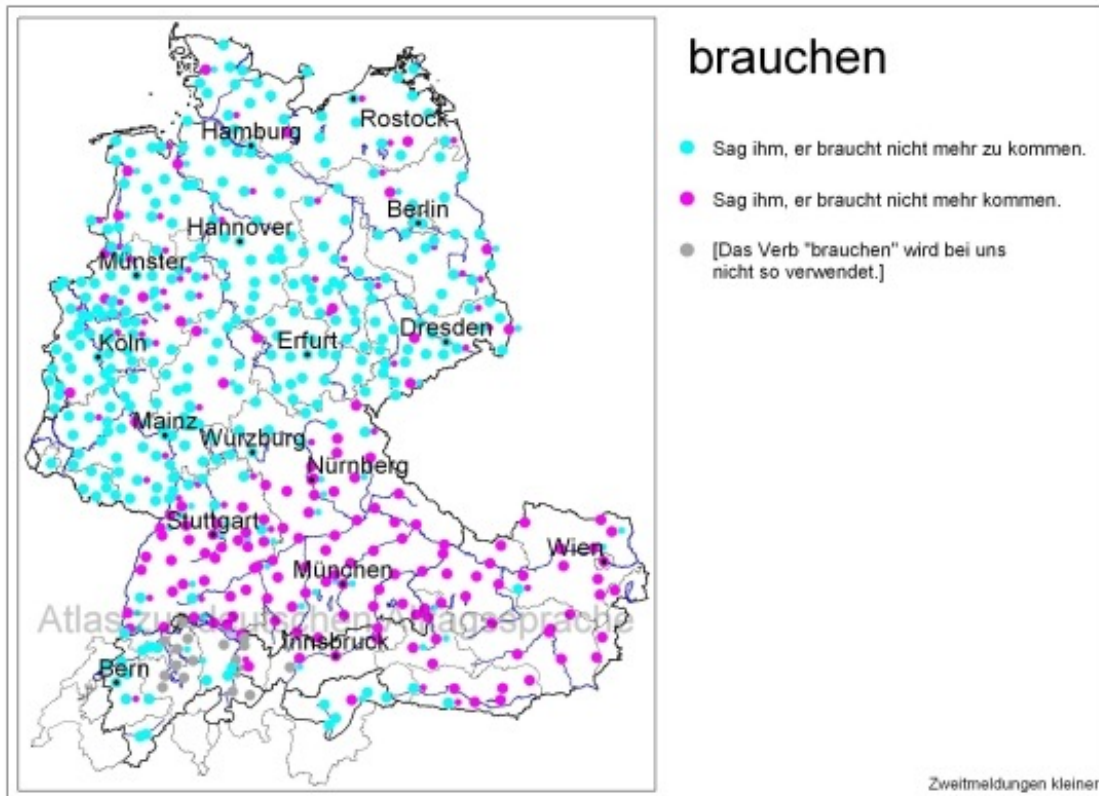 brauchen
Sag ihm, er braucht nicht mehr zu kommen.
Sag ihm, er braucht nicht mehr kommen.
[Das Verb "brauchen" wird bei uns
nicht so verwendet.]
Rostock
Hamburg
Berlin
Hannover
Münster
Dresden
Erfurt
Köln
Mainz
Würzburg
Nürnberg
Stuttgart
Wien
München
Atlas zur deutschen Alltagssprache
Innsbruck
Bern
Zweitmeldungen kleiner